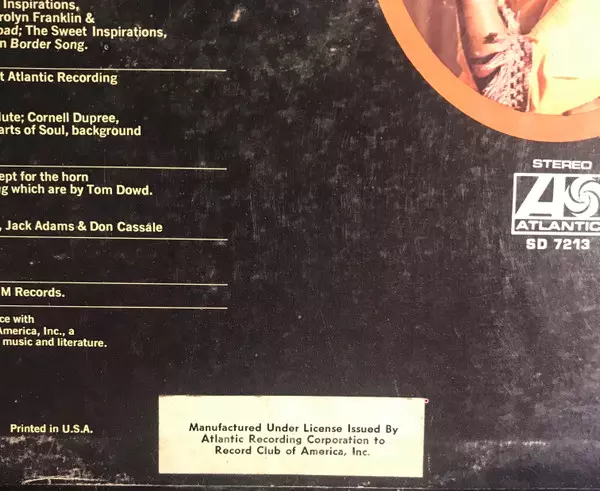 Inspirations,
rolyn Franklin &
oad; The Sweet Inspirations,
n Border Song.
t Atlantic Recording
lute; Cornell Dupree,
arts of Soul, background
ept for the horn
g which are by Tom Dowd.
, Jack Adams & Don Cassále
M Records.
ce with
America, Inc., a
music and literature.
Printed in U.S.A.
STEREO
ATLANTIC
SD 7213
Manufactured Under License Issued By
Atlantic Recording Corporation to
Record Club of America, Inc.